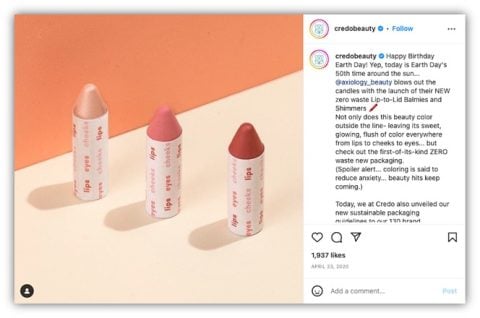 credobeauty • Follow •••
credobeauty Happy Birthday
Earth Day! Yep, today is Earth Day's
50th time around the sun...
@axiology_beauty blows out the
candles with the launch of their NEW
zero waste Lip-to-Lid Balmies and
Shimmers 🖍️
Not only does this beauty color
outside the line- leaving its sweet,
glowing, flush of color everywhere
from lips to cheeks to eyes... but
check out the first-of-its-kind ZERO
waste new packaging.
(Spoiler alert... coloring is said to
reduce anxiety... beauty hits keep
coming.)
Today, we at Credo also unveiled our
new sustainable packaging
guidelines to our 130 brand
1,937 likes
APRIL 23, 2020
Add a comment... Post
lips eyes cheeks
lips eyes cheeks
lips eyes cheeks